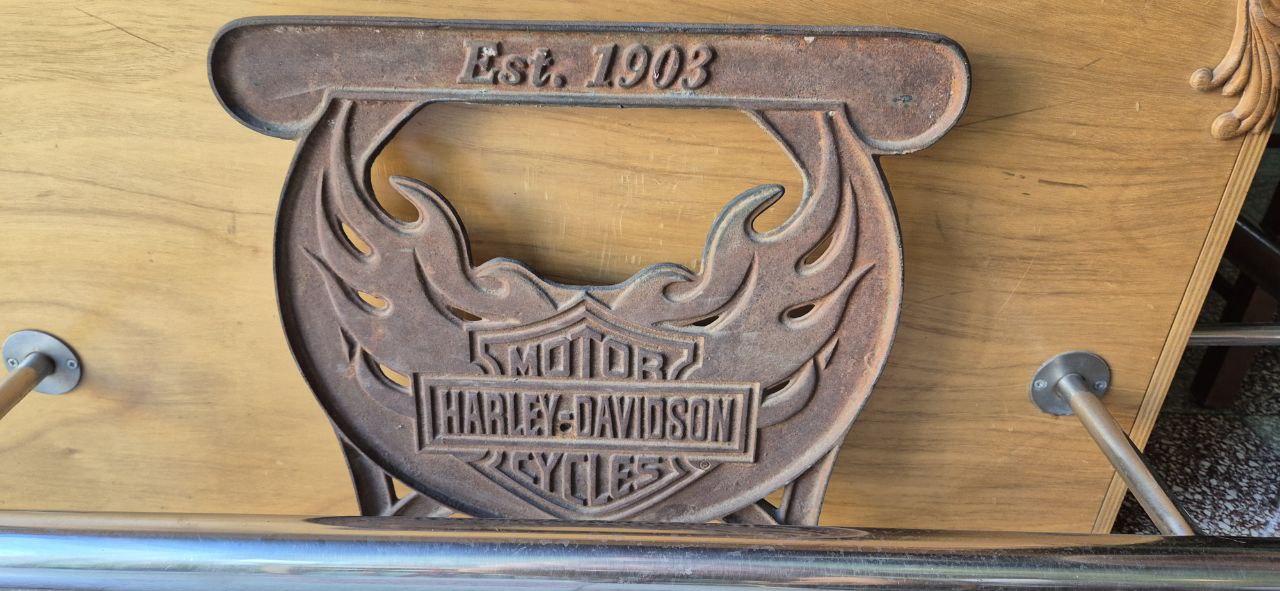 Est. 1903
MOTOR
HARLEY-DAVIDSON
CYCLES ®